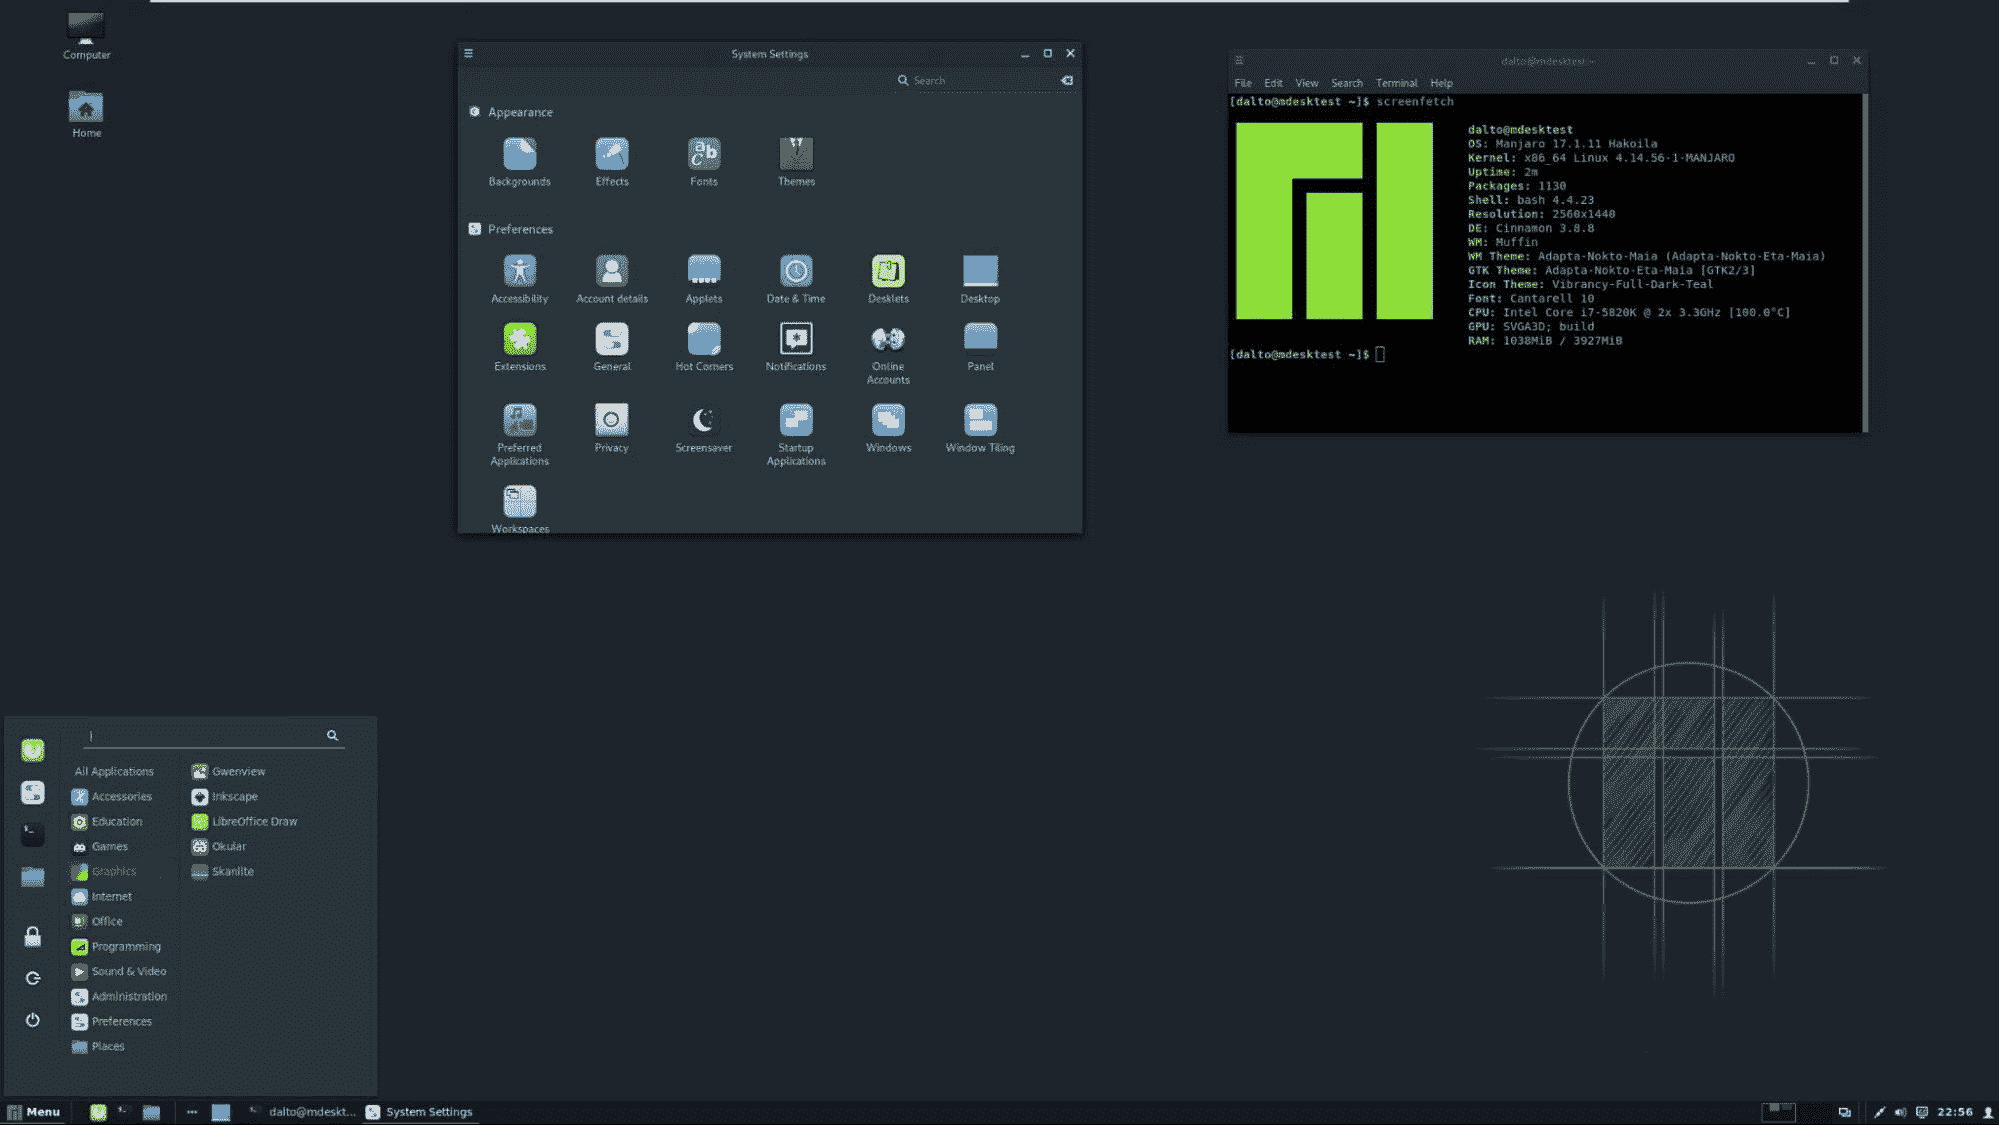 Computer
Home
System Settings
Search
Appearance
Backgrounds
Effects
Fonts
Themes
Preferences
Accessibility
Account details
Applets
Date & Time
Desklets
Desktop
Extensions
General
Hot Corners
Notifications
Online
Accounts
Panel
Preferred
Applications
Privacy
Screensaver
Startup
Applications
Windows
Window Tiling
Workspaces
dalto@mdesktest:~
File Edit View Search Terminal Help
[dalto@mdesktest ~]$ screenfetch
dalto@mdesktest
OS: Manjaro 17.1.11 Hakoila
Kernel: x86_64 Linux 4.14.56-1-MANJARO
Uptime: 2m
Packages: 1130
Shell: bash 4.4.23
Resolution: 2560x1440
DE: Cinnamon 3.8.8
WM: Muffin
WM Theme: Adapta-Nokto-Maia (Adapta-Nokto-Eta-Maia)
GTK Theme: Adapta-Nokto-Eta-Maia [GTK2/3]
Icon Theme: Vibrancy-Full-Dark-Teal
Font: Cantarell 10
CPU: Intel Core i7-5820K @ 2x 3.3GHz [100.0°C]
GPU: SVGA3D; build
RAM: 1038MiB / 3927MiB
[dalto@mdesktest ~]$
All Applications
Accessories
Education
Games
Graphics
Internet
Office
Programming
Sound & Video
Administration
Preferences
Places
Gwenview
Inkscape
LibreOffice Draw
Okular
Skanlite
Menu
dalto@mdeskt...
System Settings
22:56